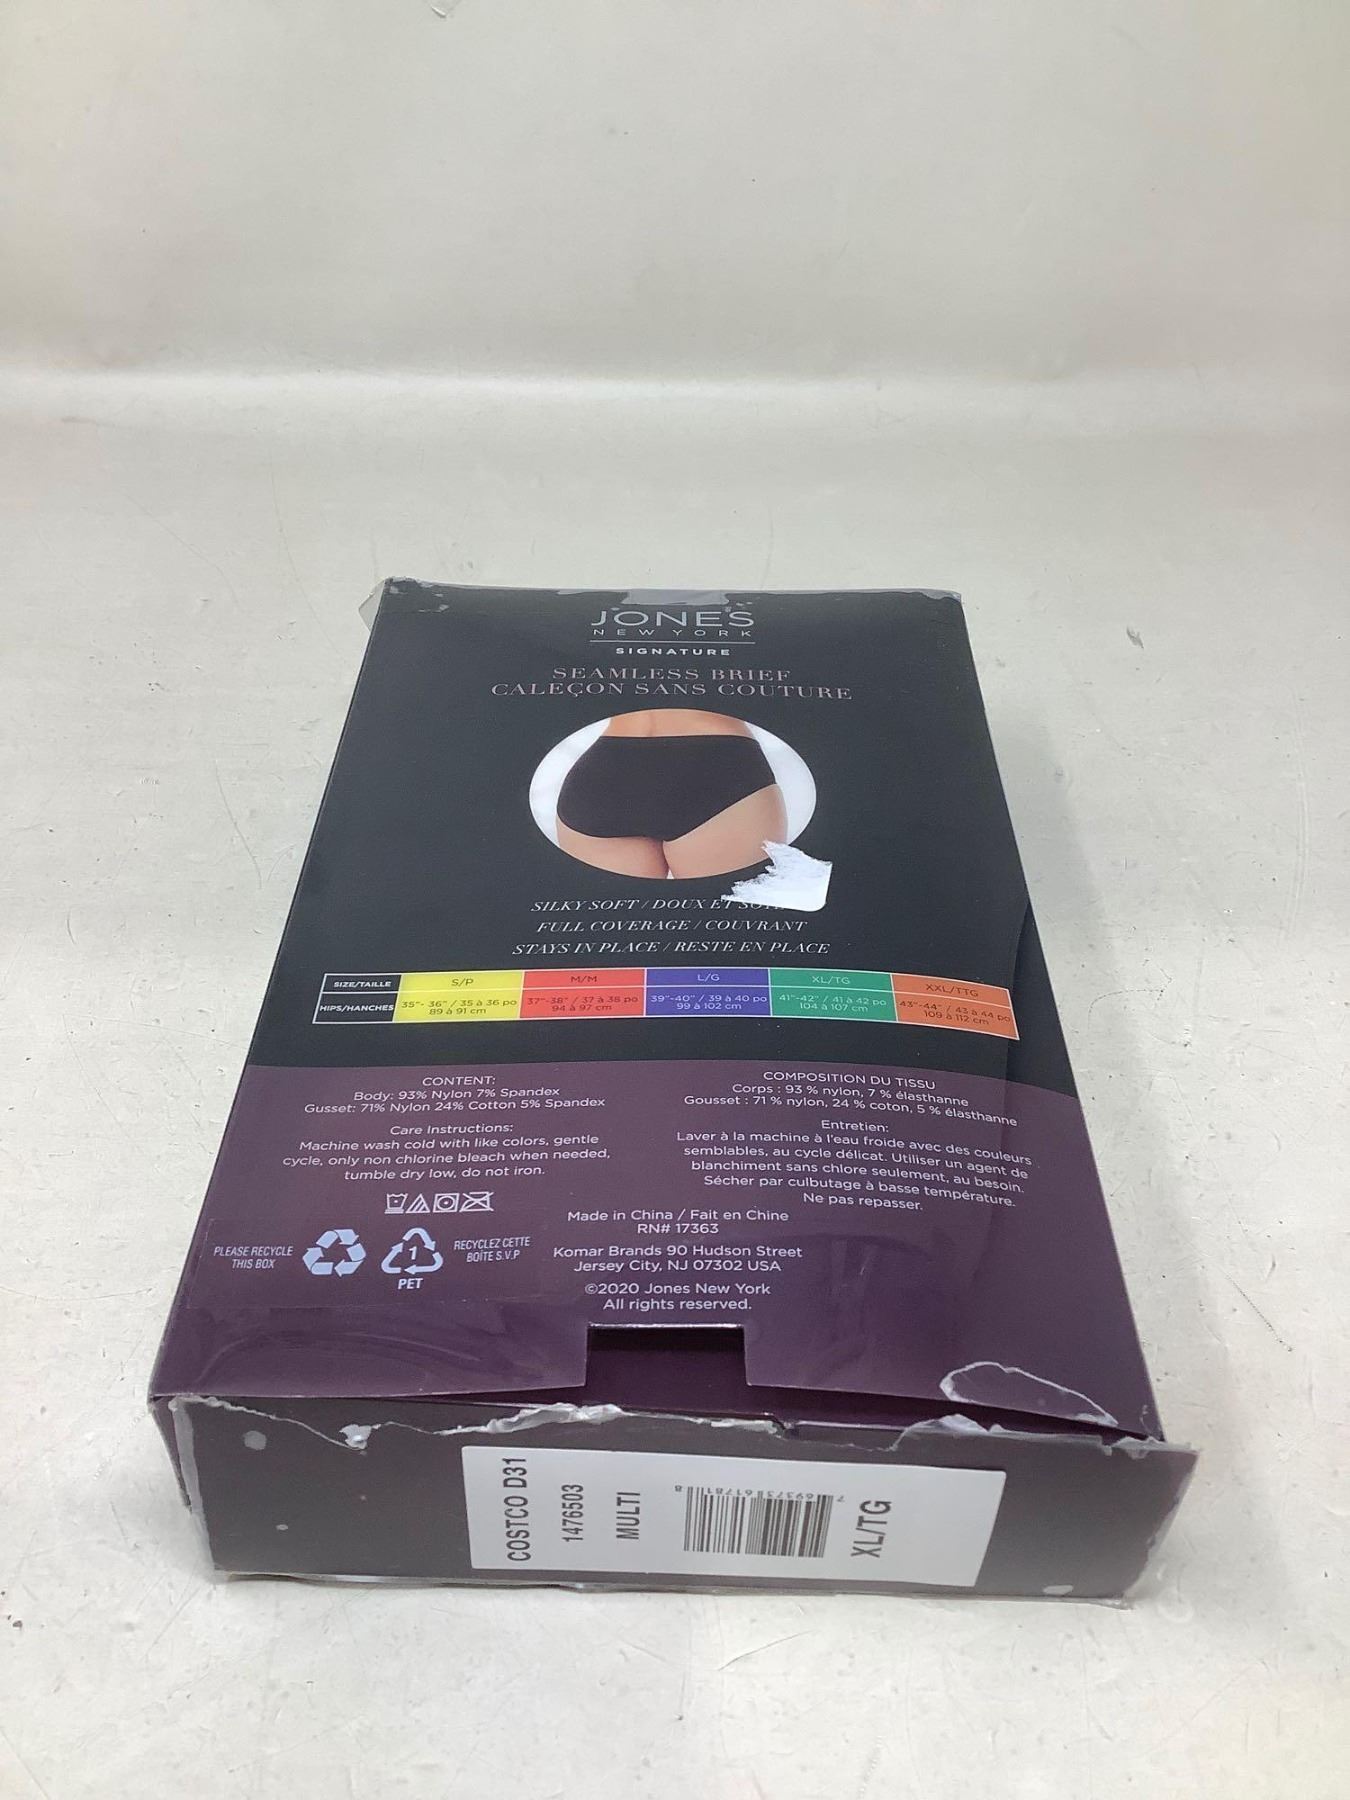 JONES
NEW YORK
SIGNATURE
SEAMLESS BRIEF
CALEÇON SANS COUTURE
SILKY SOFT / DOUX ET
FULL COVERAGE / COUVRANT
STAYS IN PLACE / RESTE EN PLACE
SIZE/TAILLE S/P M/M L/G XL/TG XXL/TTG
HIPS/HANCHES 35"- 36" / 35 à 36 po 37"-38" / 37 à 38 po 39"-40" / 39 à 40 po 41"-42" / 41 à 42 po 43"-44" / 43 à 44 po
89 à 91 cm 94 à 97 cm 99 à 102 cm 104 à 107 cm 109 à 112 cm
CONTENT:
Body: 93% Nylon 7% Spandex
Gusset: 71% Nylon 24% Cotton 5% Spandex
Care Instructions:
Machine wash cold with like colors, gentle
cycle, only non chlorine bleach when needed,
tumble dry low, do not iron.
COMPOSITION DU TISSU
Corps : 93 % nylon, 7 % élasthanne
Gousset : 71 % nylon, 24 % coton, 5 % élasthanne
Entretien:
Laver à la machine à l'eau froide avec des couleurs
semblables, au cycle délicat. Utiliser un agent de
blanchiment sans chlore seulement, au besoin.
Sécher par culbutage à basse température.
Ne pas repasser.
PLEASE RECYCLE
THIS BOX
1
PET
RECYCLEZ CETTE
BOÎTE S.V.P
Made in China / Fait en Chine
RN# 17363
Komar Brands 90 Hudson Street
Jersey City, NJ 07302 USA
©2020 Jones New York
All rights reserved.
COSTCO D31
1476503
MULTI
7 69373 61781 8
XL/TG